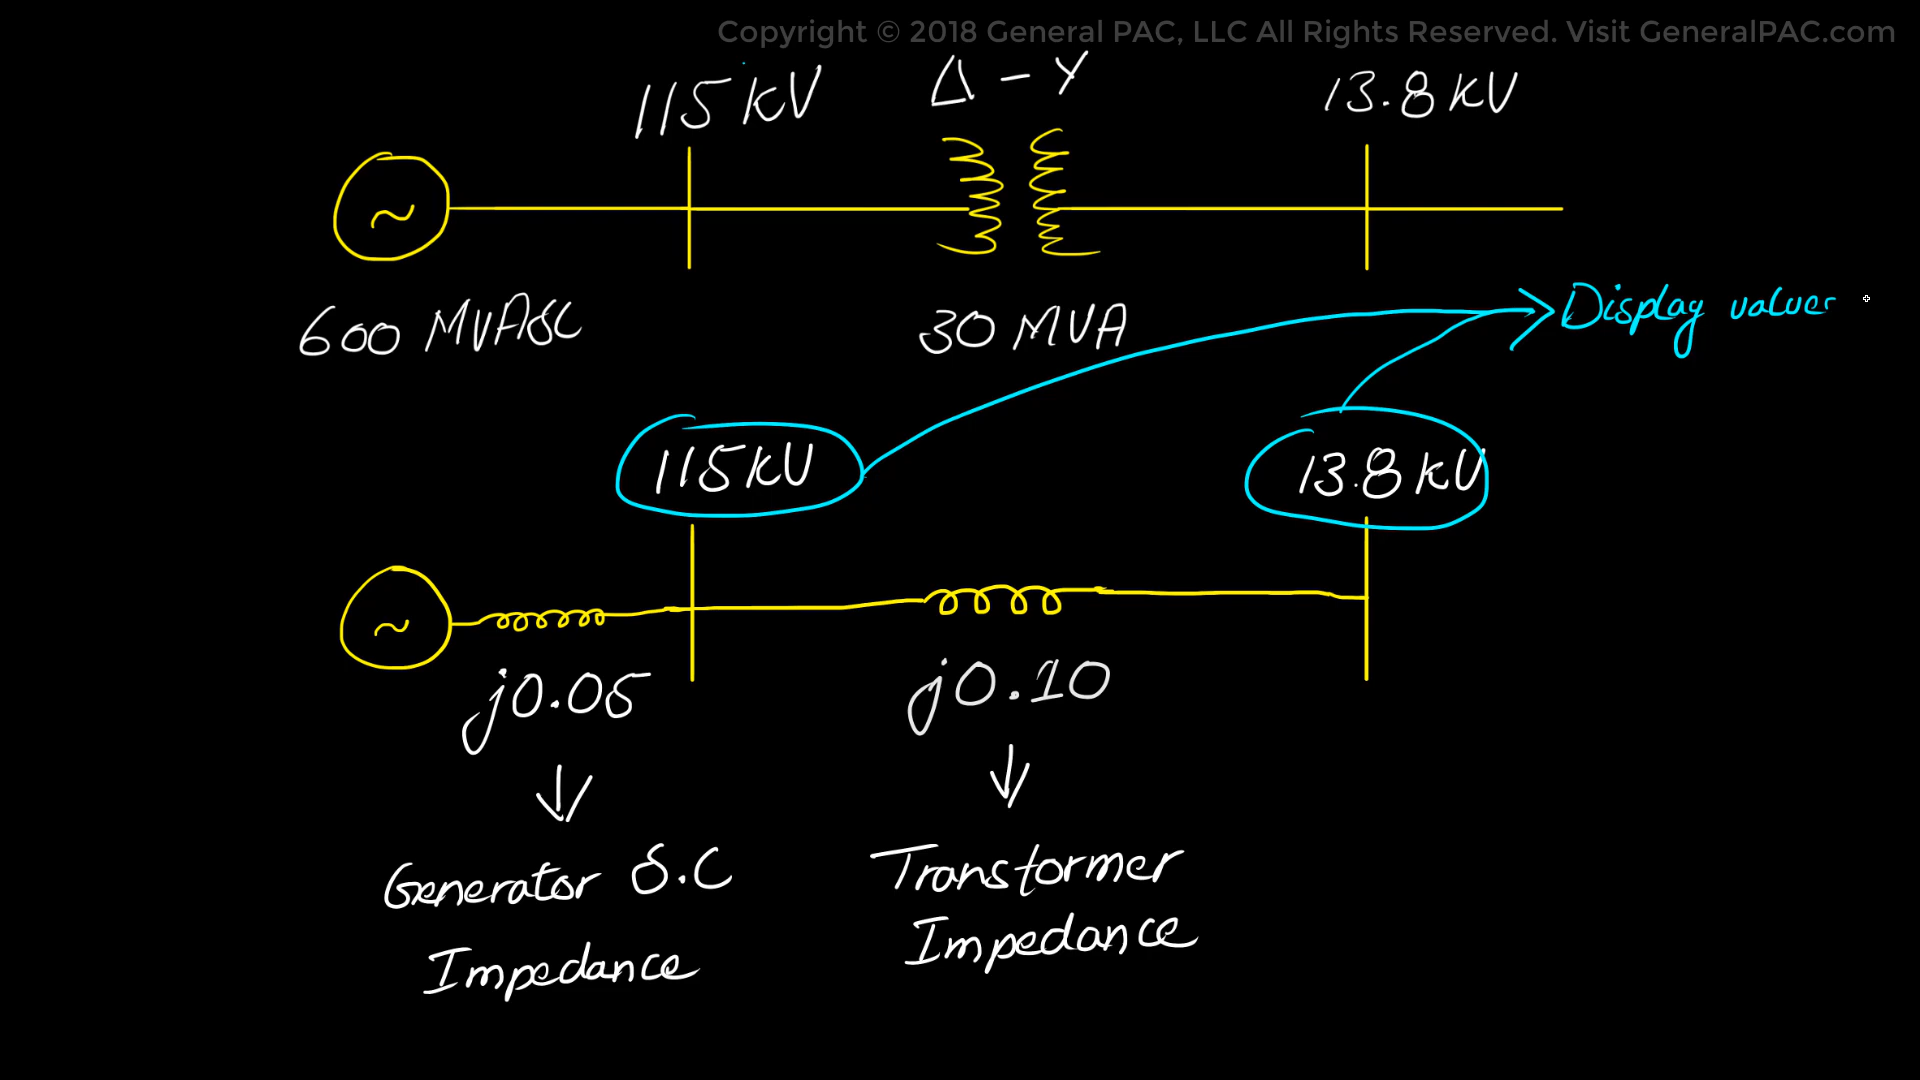 Copyright © 2018 General PAC, LLC All Rights Reserved. Visit GeneralPAC.com
115 kV Δ - Y 13.8 kV
~
600 MVAsc 30 MVA
Display values
115 kV 13.8 kV
~
j0.05 j0.10
Generator S.C
Impedance
Transformer
Impedance